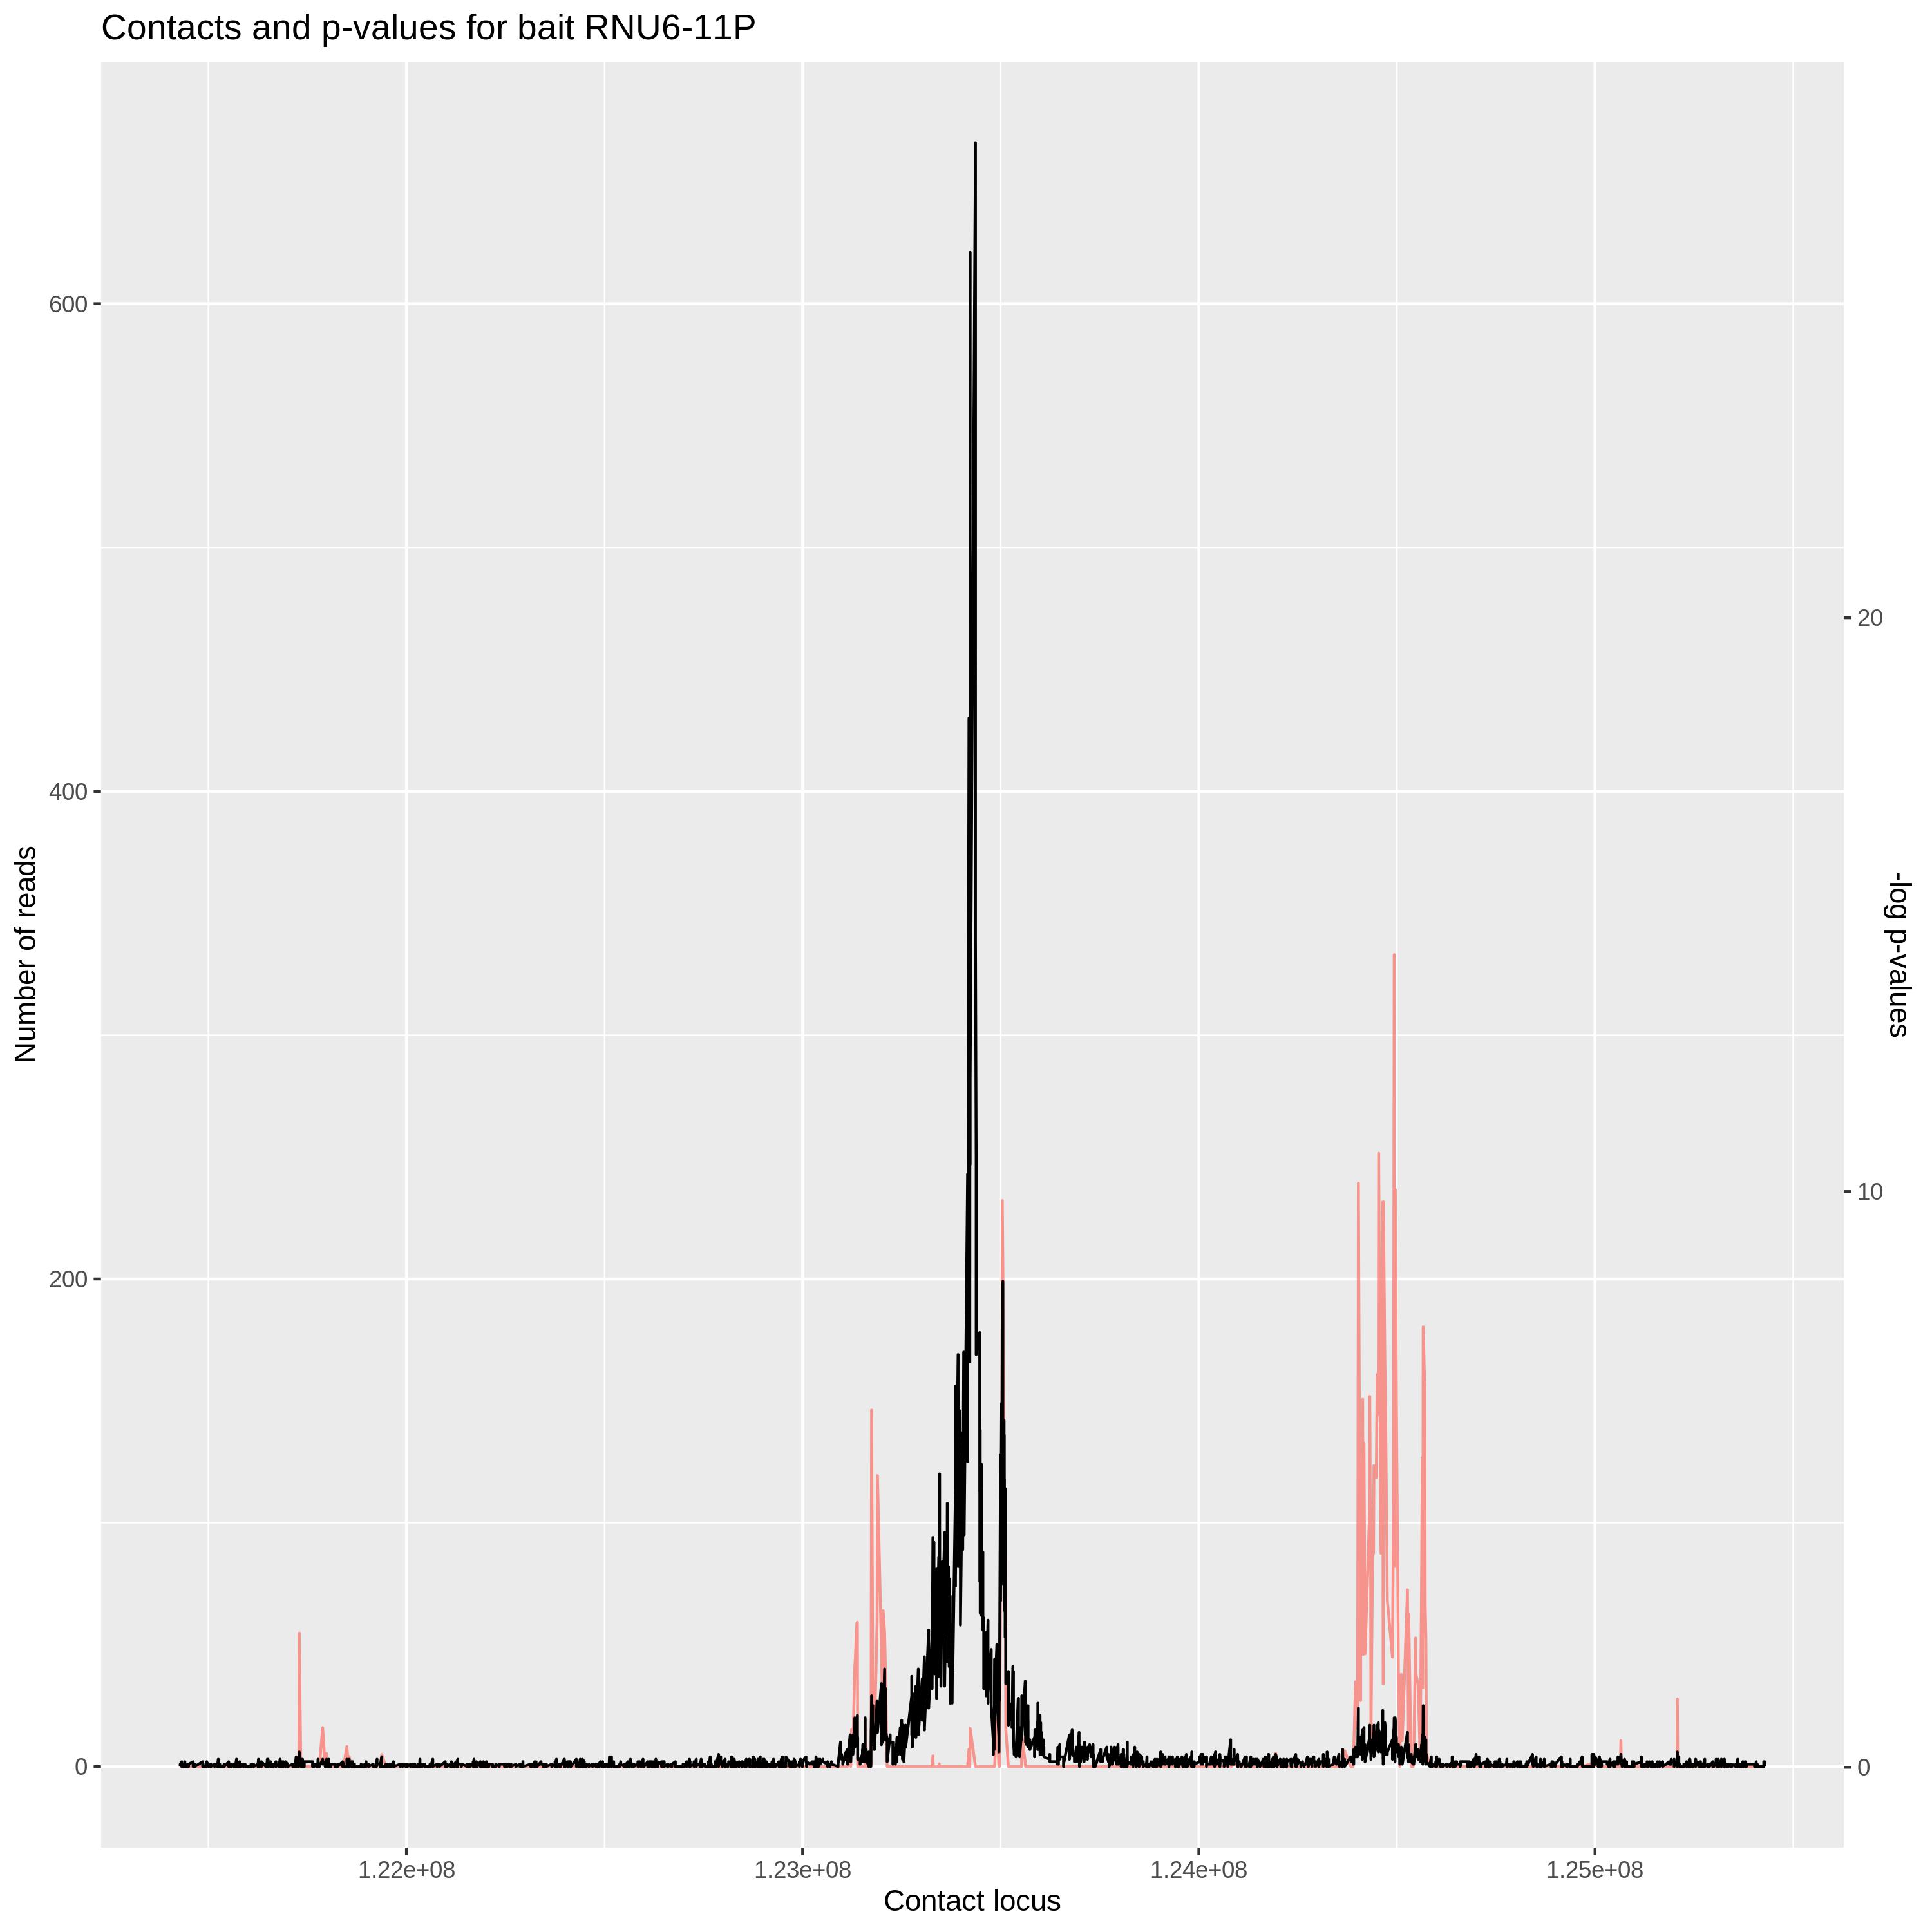 Contacts and p-values for bait RNU6-11P
600
400
200
0
Number of reads
20
10
0
-log p-values
1.22e+08
1.23e+08
1.24e+08
1.25e+08
Contact locus